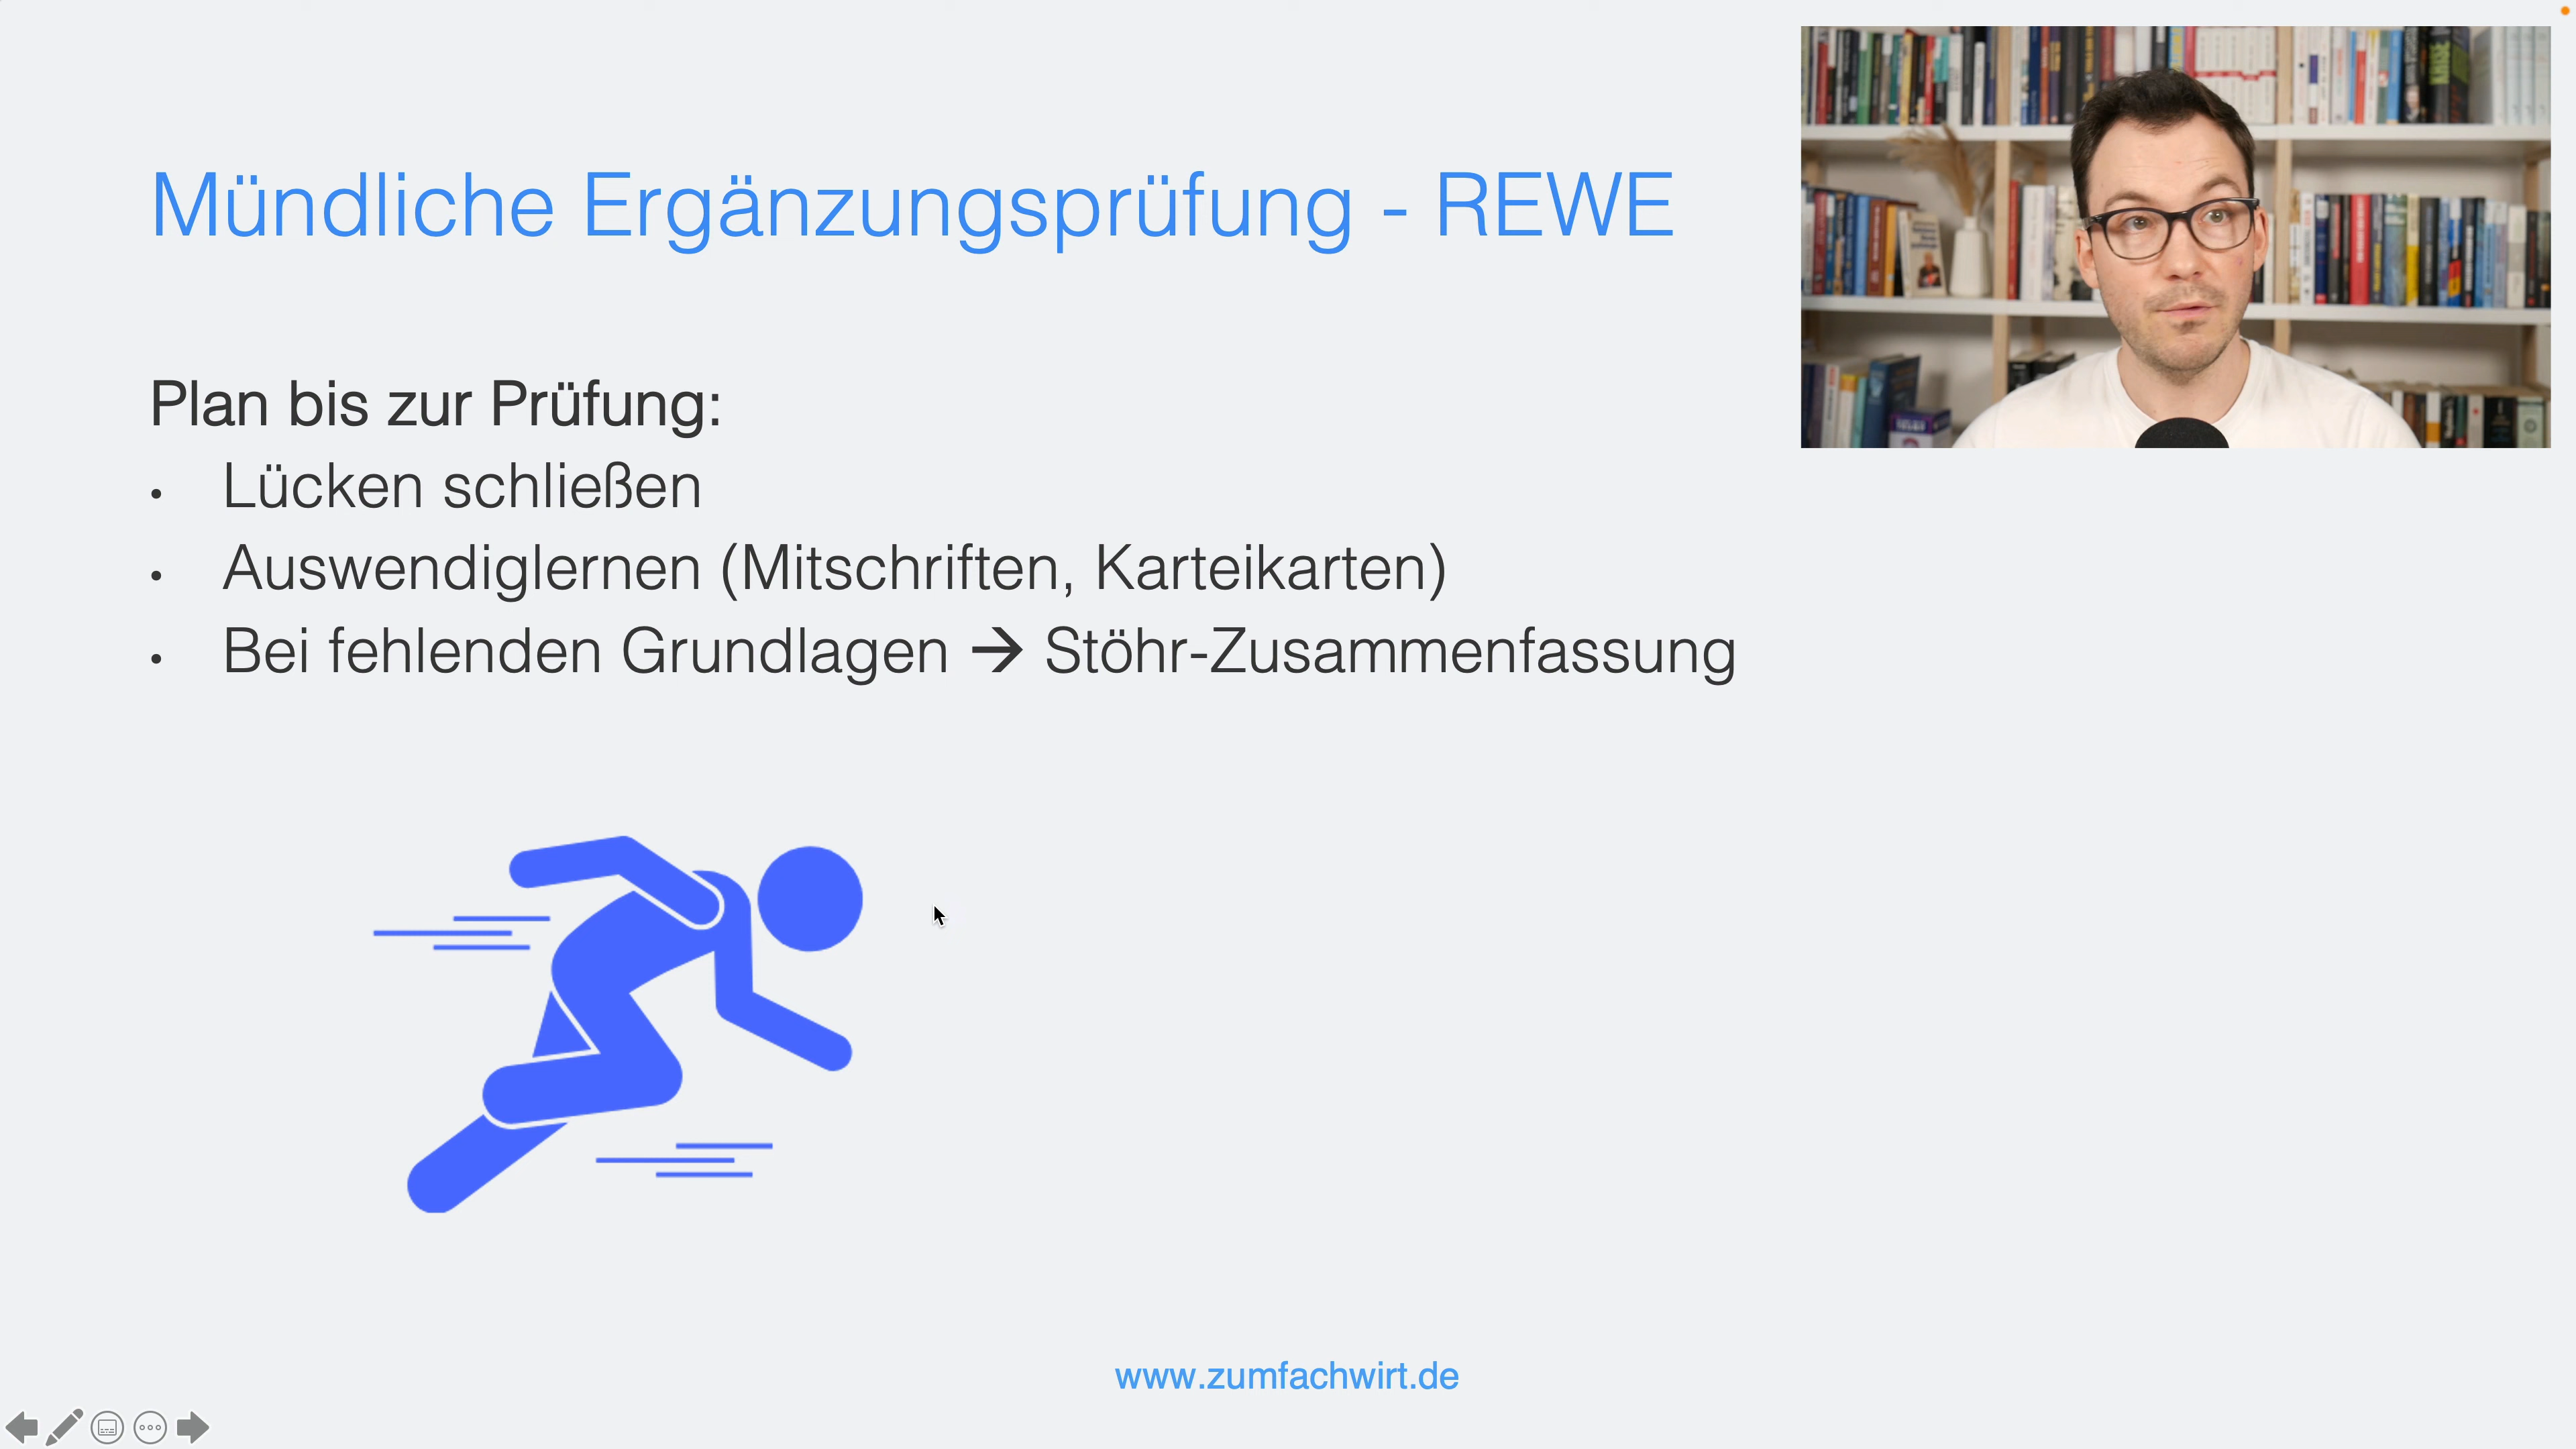 Mündliche Ergänzungsprüfung - REWE
Plan bis zur Prüfung:
• Lücken schließen
• Auswendiglernen (Mitschriften, Karteikarten)
• Bei fehlenden Grundlagen → Stöhr-Zusammenfassung
www.zumfachwirt.de